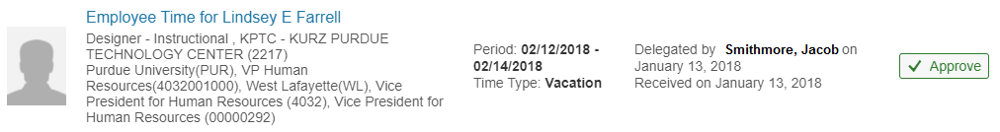 Employee Time for Lindsey E Farrell
Designer - Instructional , KPTC - KURZ PURDUE
TECHNOLOGY CENTER (2217)
Purdue University(PUR), VP Human
Resources(4032001000), West Lafayette(WL), Vice
President for Human Resources (4032), Vice President for
Human Resources (00000292)
Period: 02/12/2018 -
02/14/2018
Time Type: Vacation
Delegated by Smithmore, Jacob on
January 13, 2018
Received on January 13, 2018
Approve